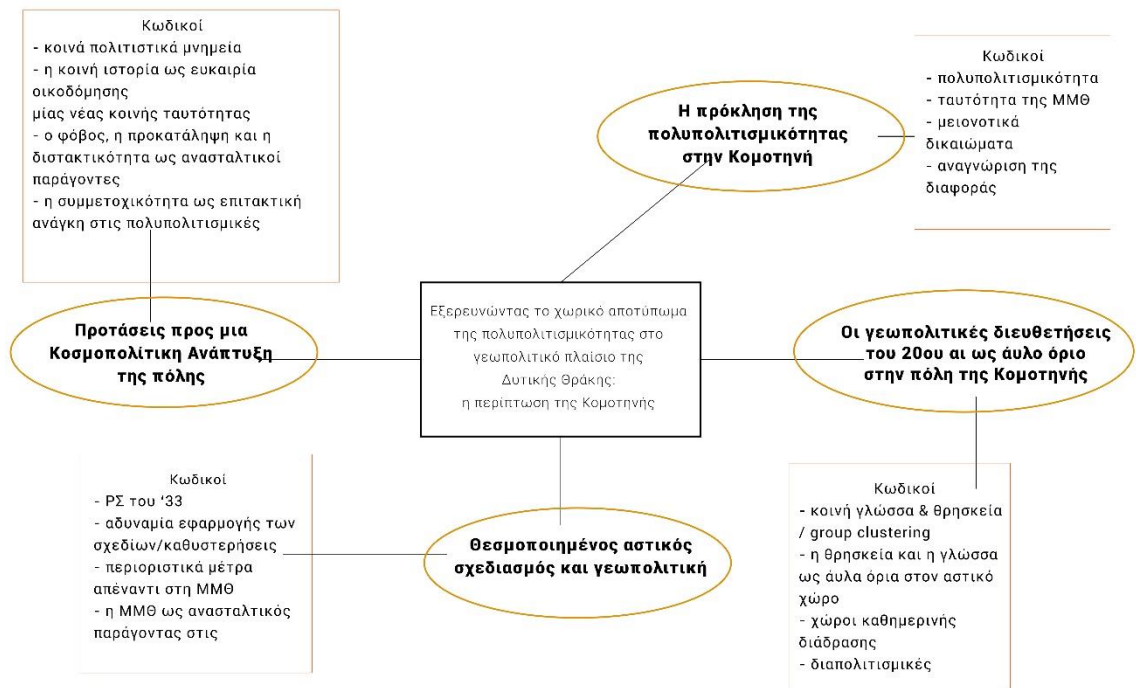 Κωδικοί
- κοινά πολιτιστικά μνημεία
- η κοινή ιστορία ως ευκαιρία
οικοδόμησης
μίας νέας κοινής ταυτότητας
- ο φόβος, η προκατάληψη και η
διστακτικότητα ως ανασταλτικοί
παράγοντες
- η συμμετοχικότητα ως επιτακτική
ανάγκη στις πολυπολιτισμικές
Η πρόκληση της
πολυπολιτισμικότητας
στην Κομοτηνή
Κωδικοί
- πολυπολιτισμικότητα
- ταυτότητα της ΜΜΘ
- μειονοτικά
δικαιώματα
- αναγνώριση της
διαφοράς
Προτάσεις προς μια
Κοσμοπολίτικη Ανάπτυξη
της πόλης
Εξερευνώντας το χωρικό αποτύπωμα
της πολυπολιτισμικότητας στο
γεωπολιτικό πλαίσιο της
Δυτικής Θράκης:
η περίπτωση της Κομοτηνής
Οι γεωπολιτικές διευθετήσεις
του 20ου αι ως άυλο όριο
στην πόλη της Κομοτηνής
Κωδικοί
- ΡΣ του ‘33
- αδυναμία εφαρμογής των
σχεδίων/καθυστερήσεις
- περιοριστικά μέτρα
απέναντι στη ΜΜΘ
- η ΜΜΘ ως ανασταλτικός
παράγοντας στις
Θεσμοποιημένος αστικός
σχεδιασμός και γεωπολιτική
Κωδικοί
- κοινή γλώσσα & θρησκεία
/ group clustering
- η θρησκεία και η γλώσσα
ως άυλα όρια στον αστικό
χώρο
- χώροι καθημερινής
διάδρασης
- διαπολιτισμικές